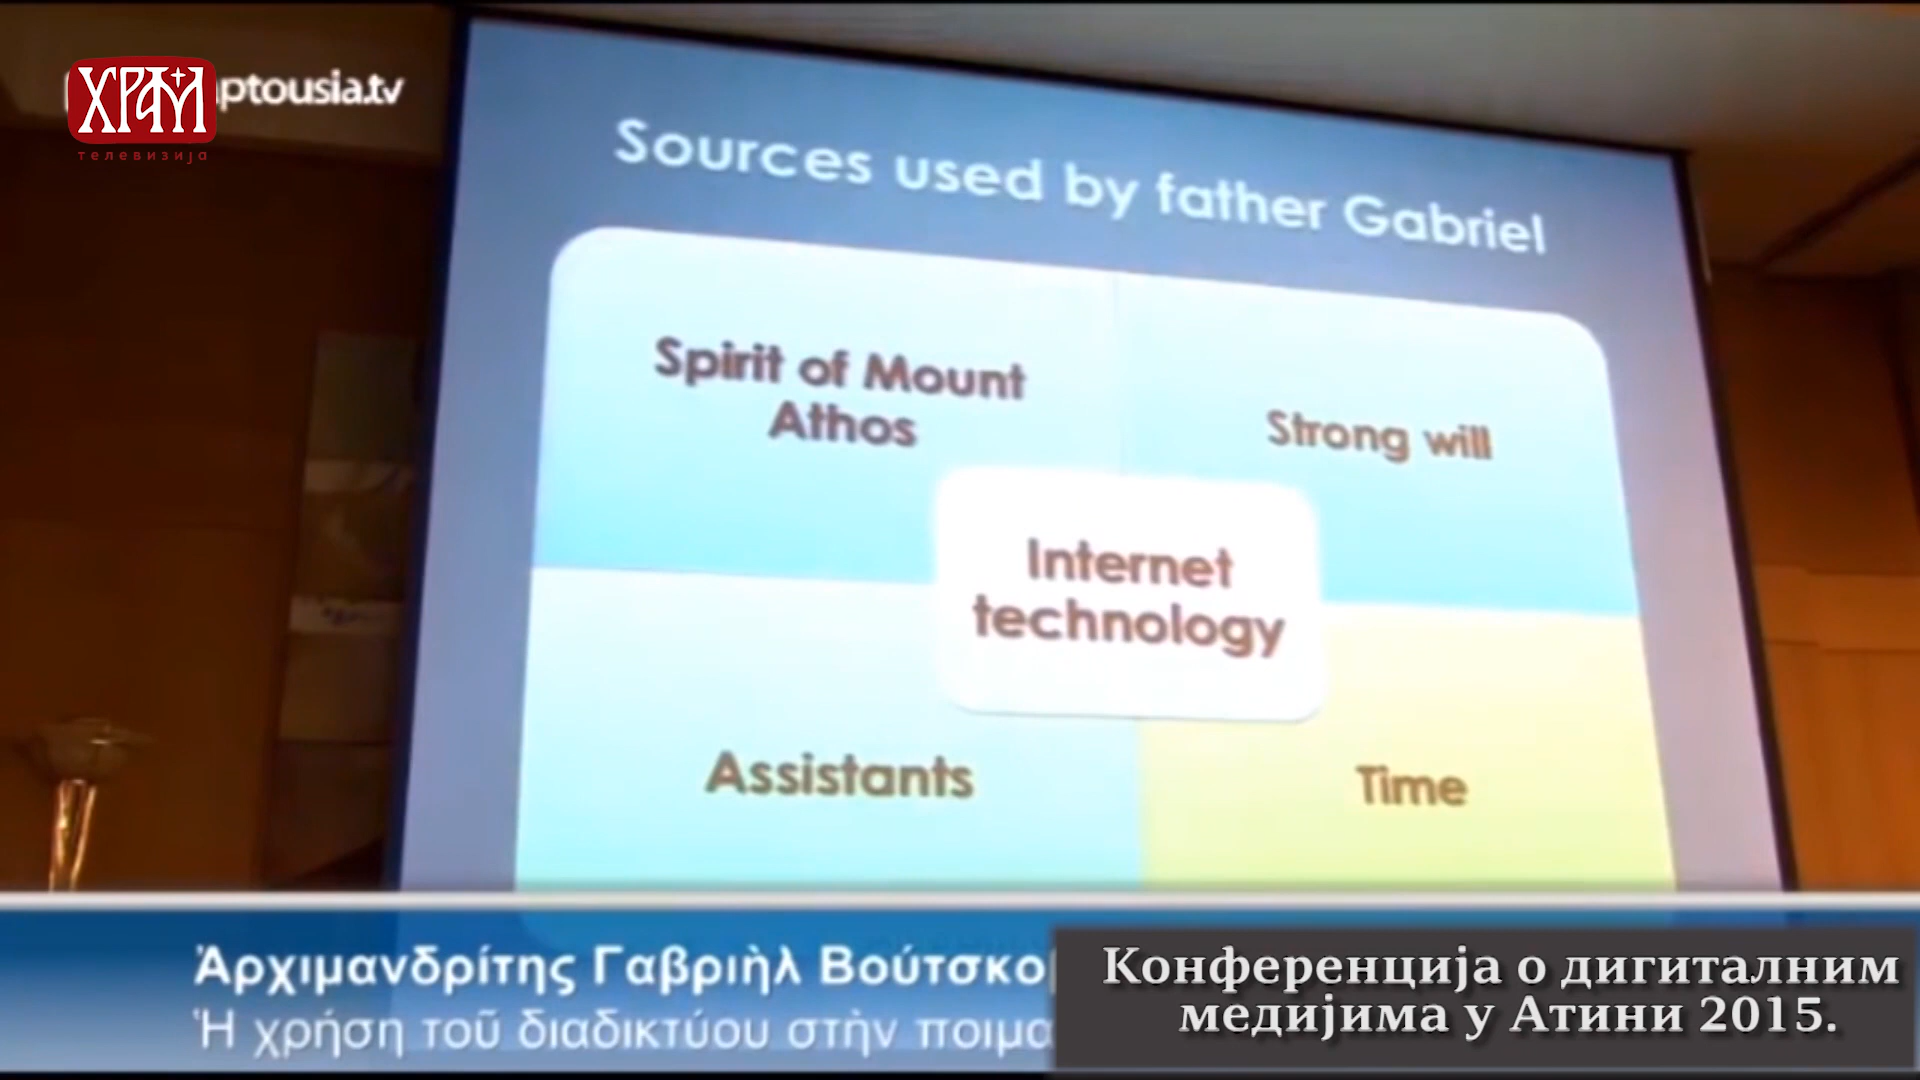 ХРАМ
телевизија
ptousia.tv
Sources used by father Gabriel
Spirit of Mount
Athos
Strong will
Internet
technology
Assistants
Time
Ἀρχιμανδρίτης Γαβριὴλ Βούτσκο
Ἡ χρήση τοῦ διαδικτύου στὴν ποιμα
Конференција о дигиталним
медијима у Атини 2015.